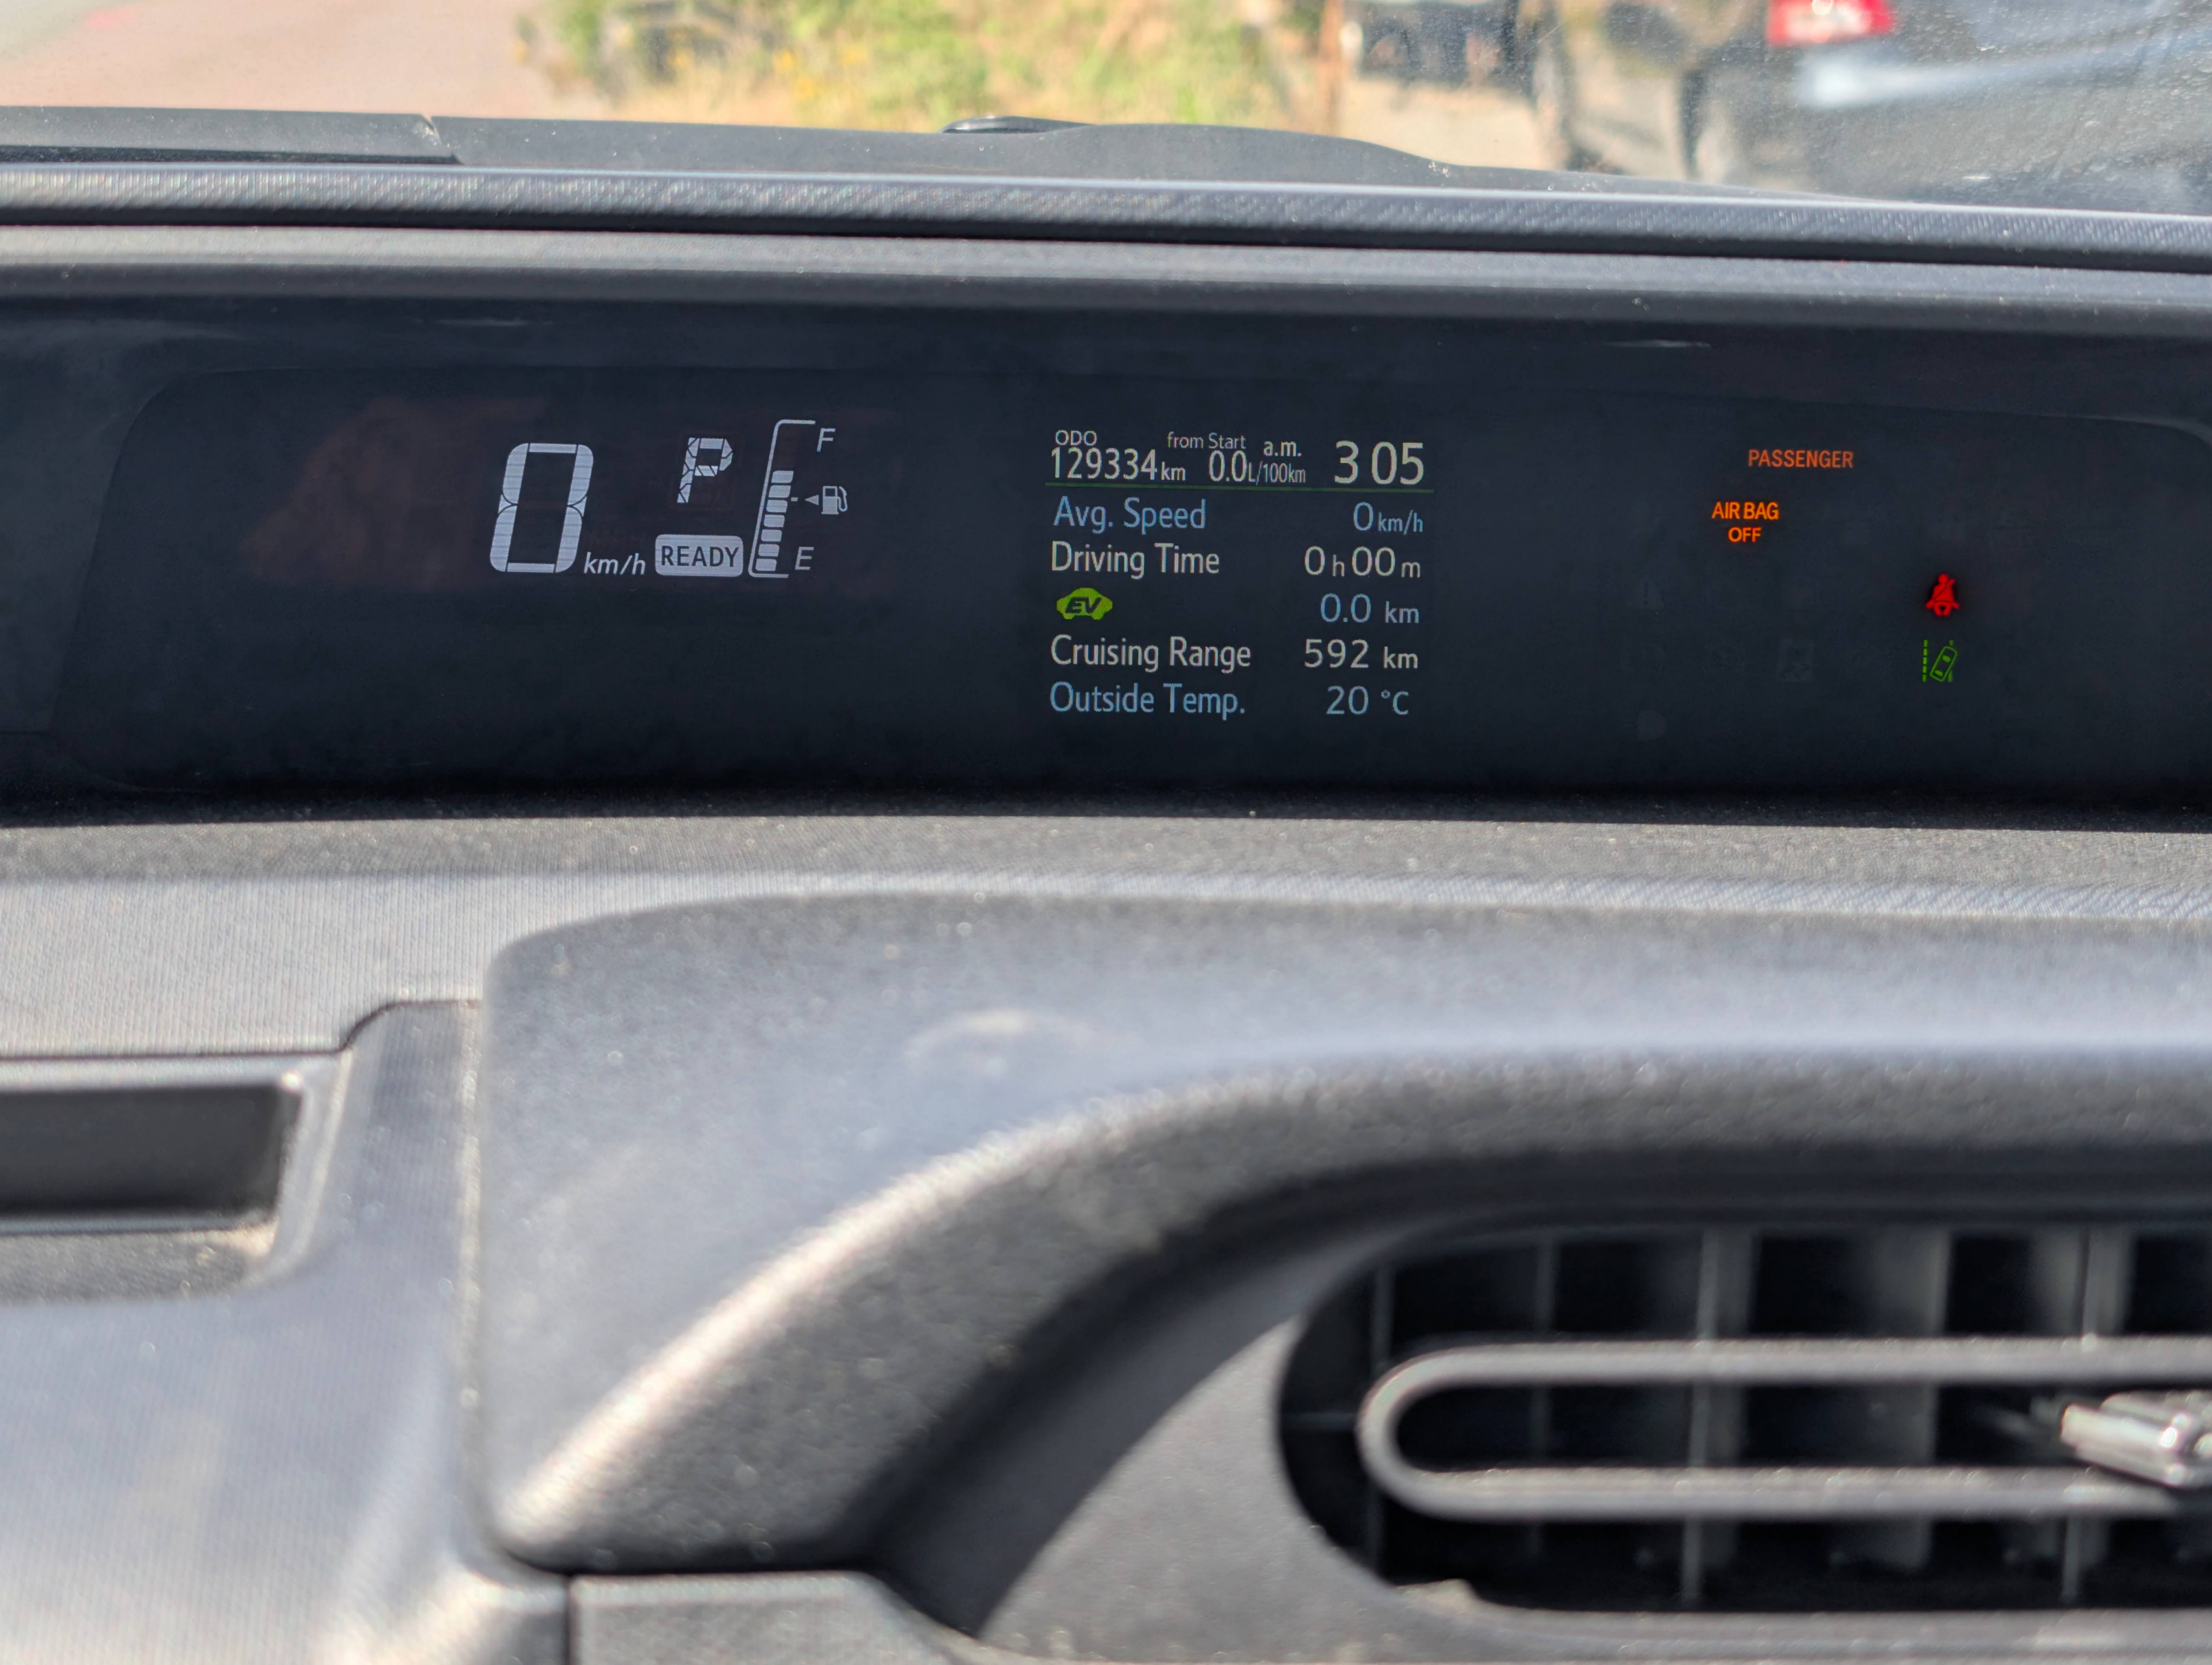 0 km/h
P
READY
F
E
ODO from Start a.m. 3 05
129334 km 0.0 L/100km
Avg. Speed 0 km/h
Driving Time 0 h 00 m
EV 0.0 km
Cruising Range 592 km
Outside Temp. 20 °C
PASSENGER
AIR BAG
OFF